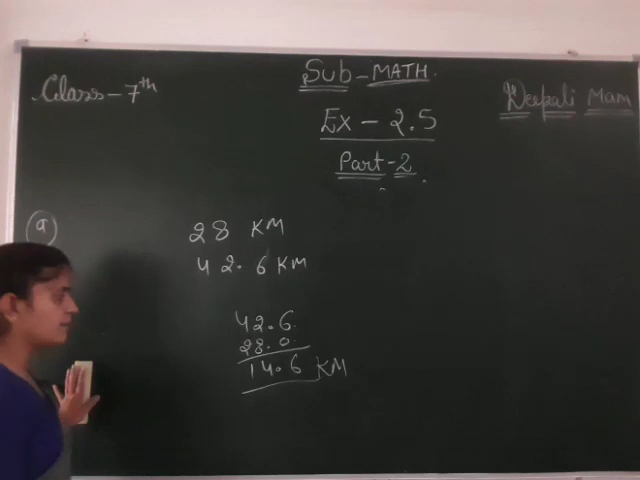 Sub-MATH.
Class-7th
Deepali Mam
Ex-2.5
Part-2
(9)
28 KM
42.6 KM
42.6
28.0
14.6 KM